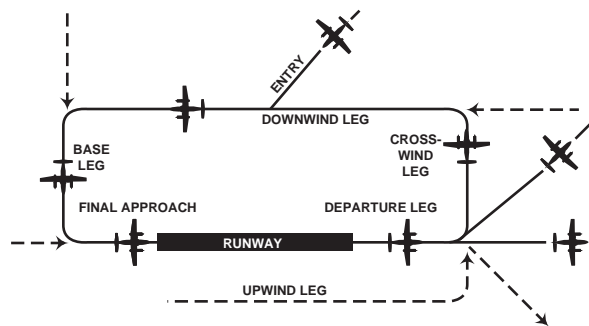 ENTRY
DOWNWIND LEG
BASE
LEG
CROSS-
WIND
LEG
FINAL APPROACH
DEPARTURE LEG
RUNWAY
UPWIND LEG